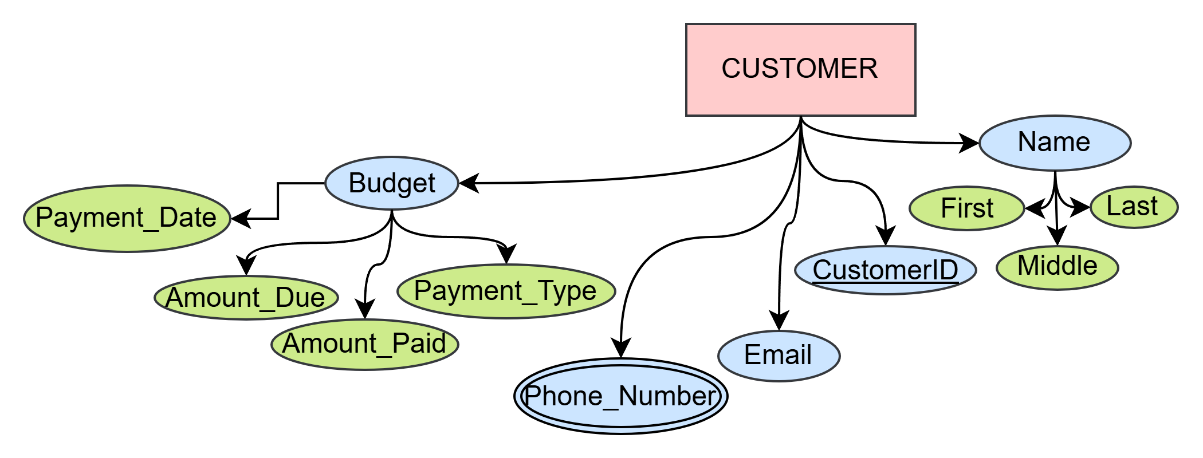 CUSTOMER
Name
Budget
Payment_Date
First
Last
Middle
CustomerID
Amount_Due
Payment_Type
Amount_Paid
Email
Phone_Number